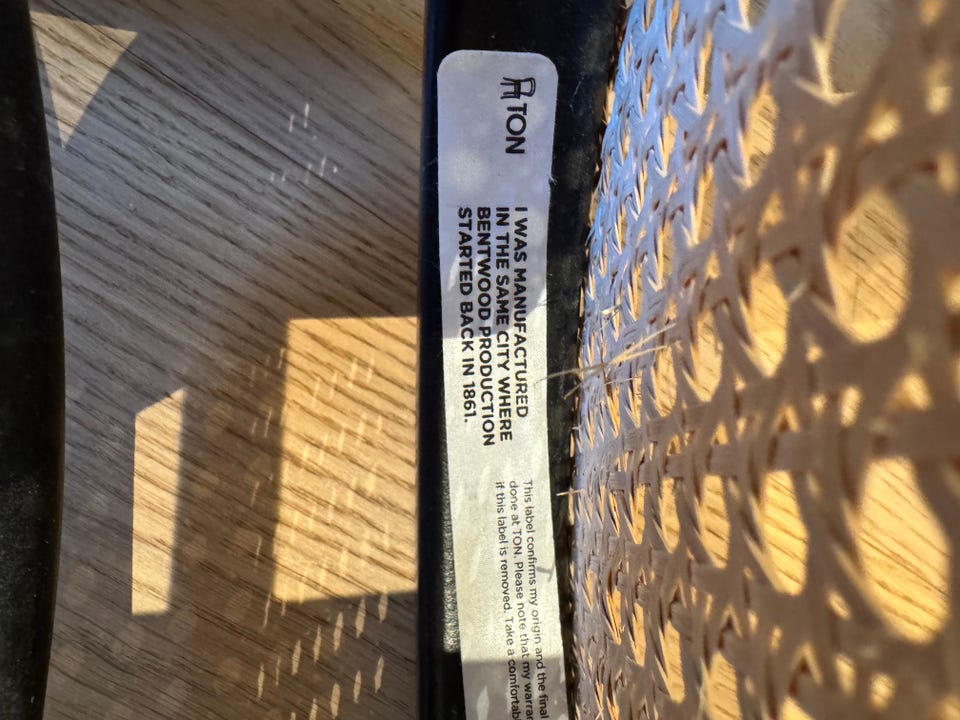 TON
I WAS MANUFACTURED
IN THE SAME CITY WHERE
BENTWOOD PRODUCTION
STARTED BACK IN 1861.
This label confirms my origin and the final
done at TON. Please note that my
if this label is removed. Take a